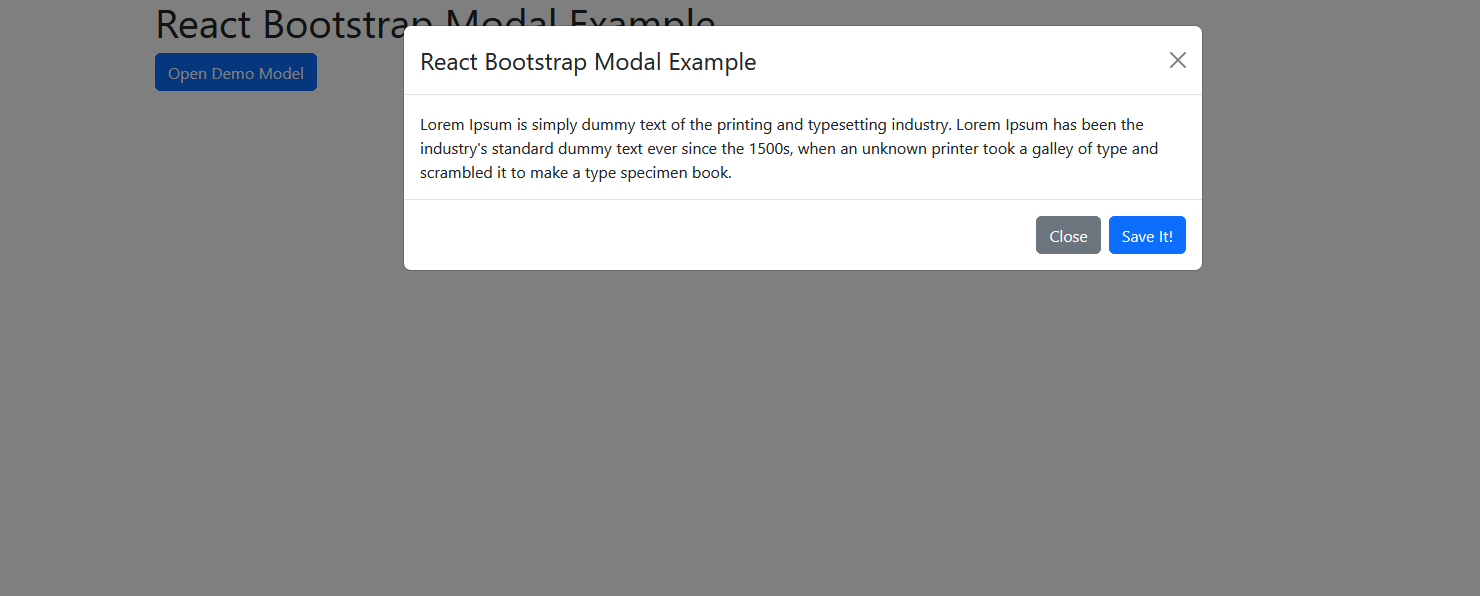 React Bootstrap Modal Example
Open Demo Model
React Bootstrap Modal Example
Lorem Ipsum is simply dummy text of the printing and typesetting industry. Lorem Ipsum has been the
industry's standard dummy text ever since the 1500s, when an unknown printer took a galley of type and
scrambled it to make a type specimen book.
Close
Save It!